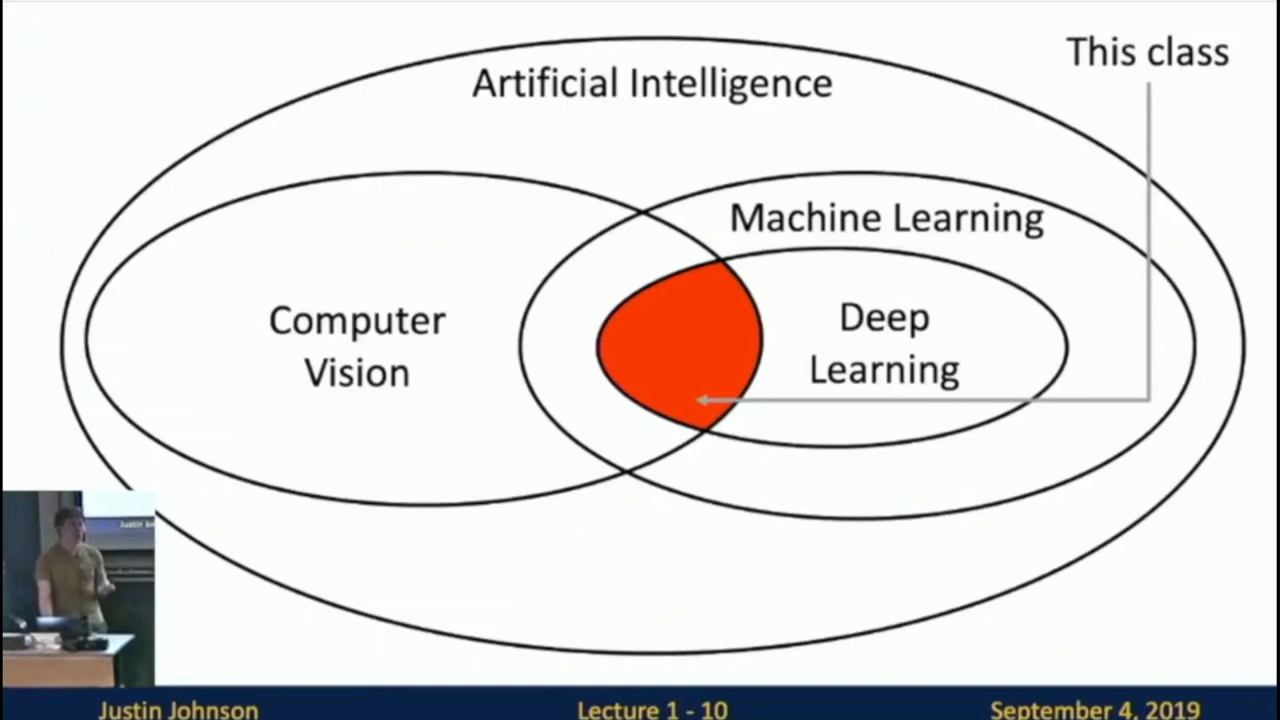 This class
Artificial Intelligence
Machine Learning
Computer
Vision
Deep
Learning
Justin Johnson
Lecture 1 - 10
September 4, 2019